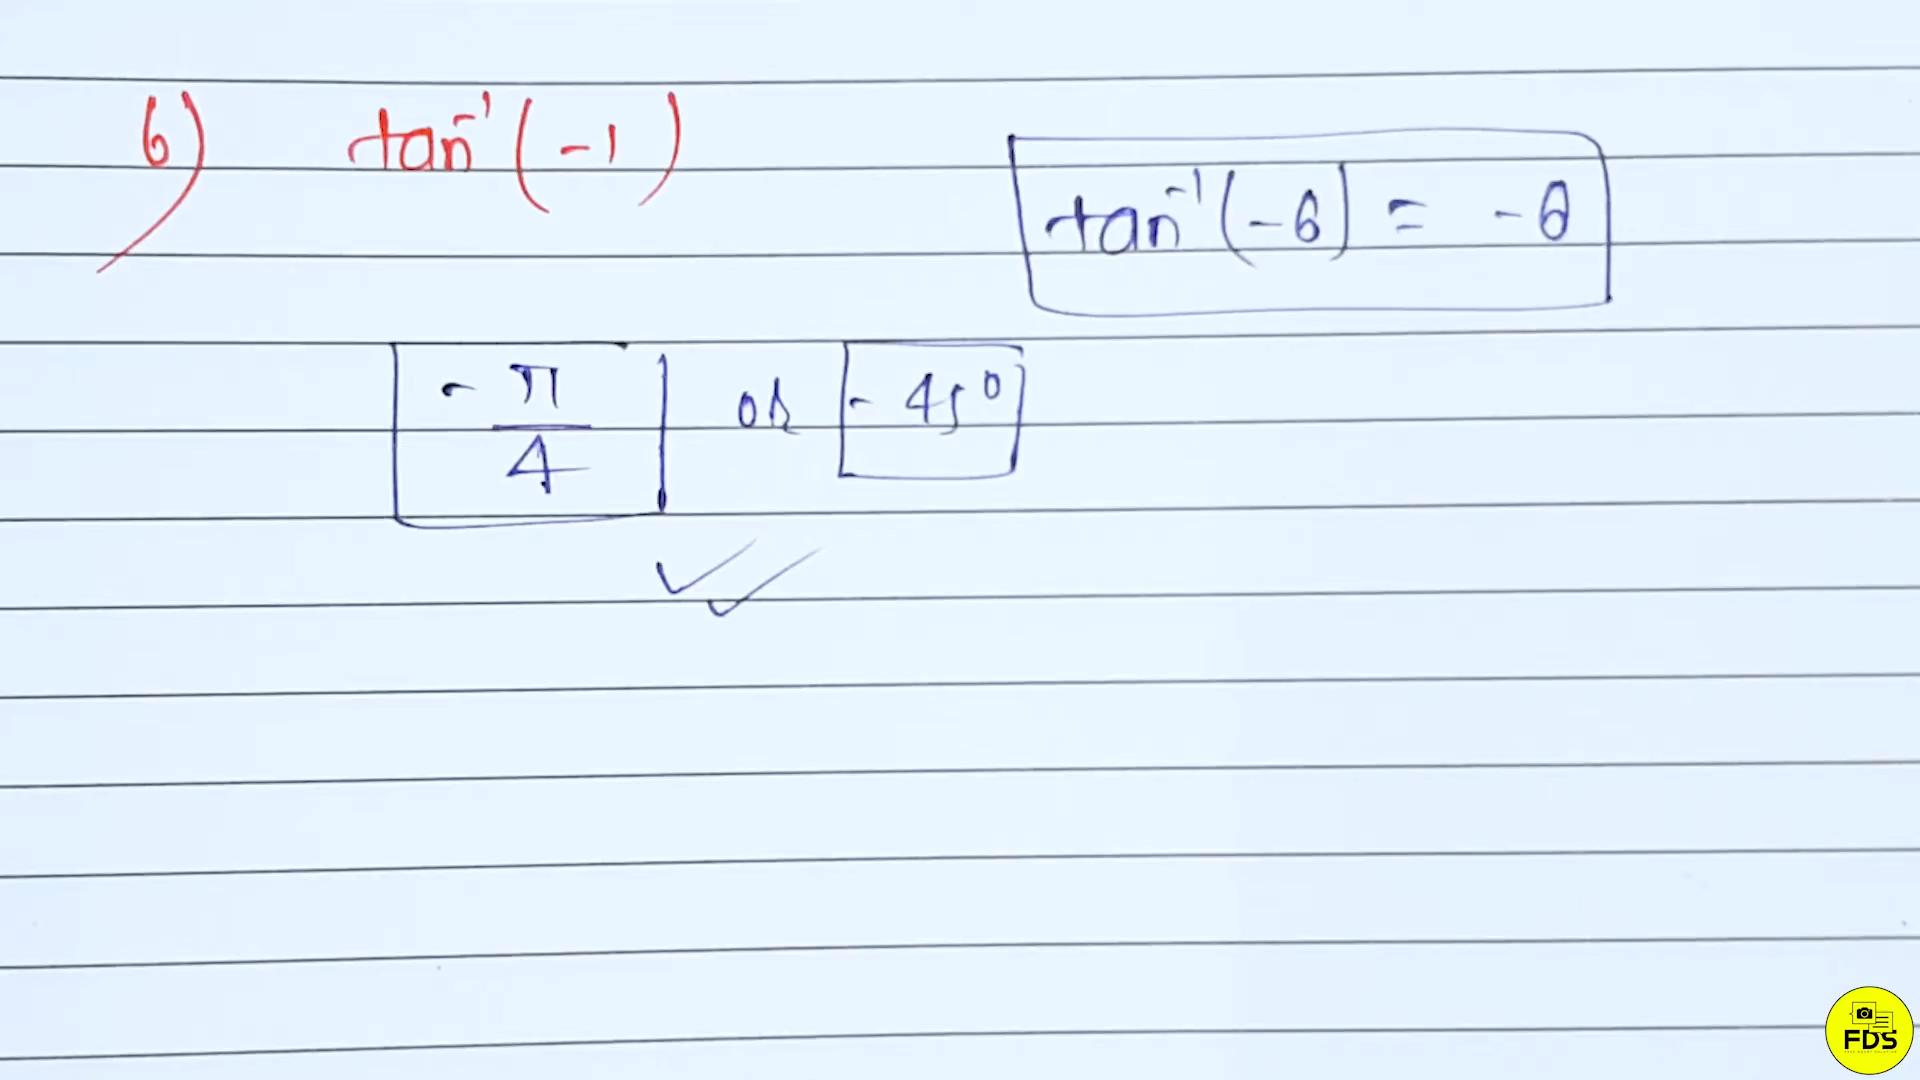 6) tan⁻¹(-1)
tan⁻¹(-θ) = -θ
-π/4 or -45°
FDS